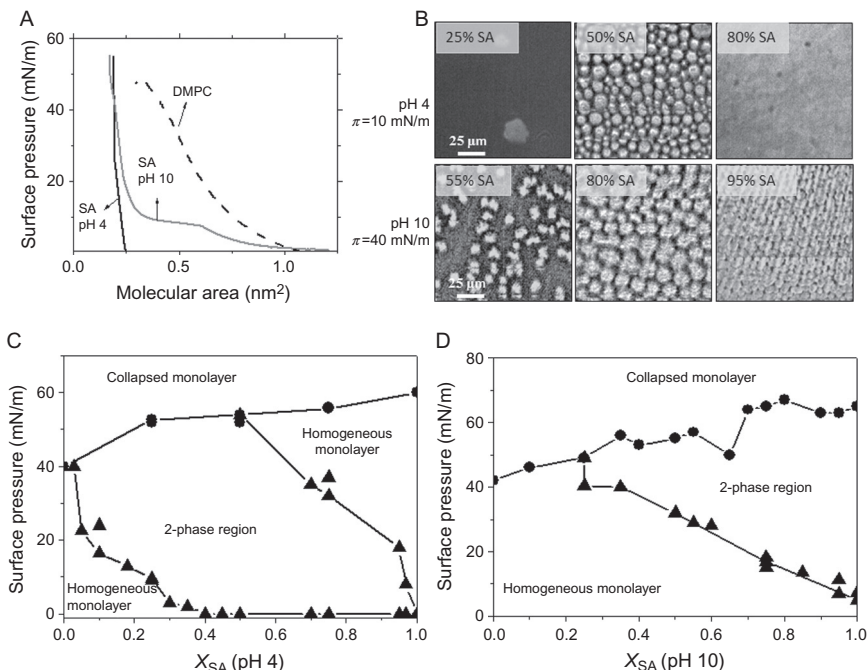 A
Surface pressure (mN/m)
60
40
20
0
0.0
0.5
1.0
Molecular area (nm²)
DMPC
SA
pH 10
SA
pH 4
B
pH 4
π=10 mN/m
25% SA
50% SA
80% SA
25 µm
pH 10
π=40 mN/m
55% SA
80% SA
95% SA
25 µm
C
Surface pressure (mN/m)
80
60
40
20
0
0.0
0.2
0.4
0.6
0.8
1.0
X_SA (pH 4)
Collapsed monolayer
Homogeneous
monolayer
2-phase region
Homogeneous
monolayer
D
Surface pressure (mN/m)
100
80
60
40
20
0
0.0
0.2
0.4
0.6
0.8
1.0
X_SA (pH 10)
Collapsed monolayer
2-phase region
Homogeneous monolayer